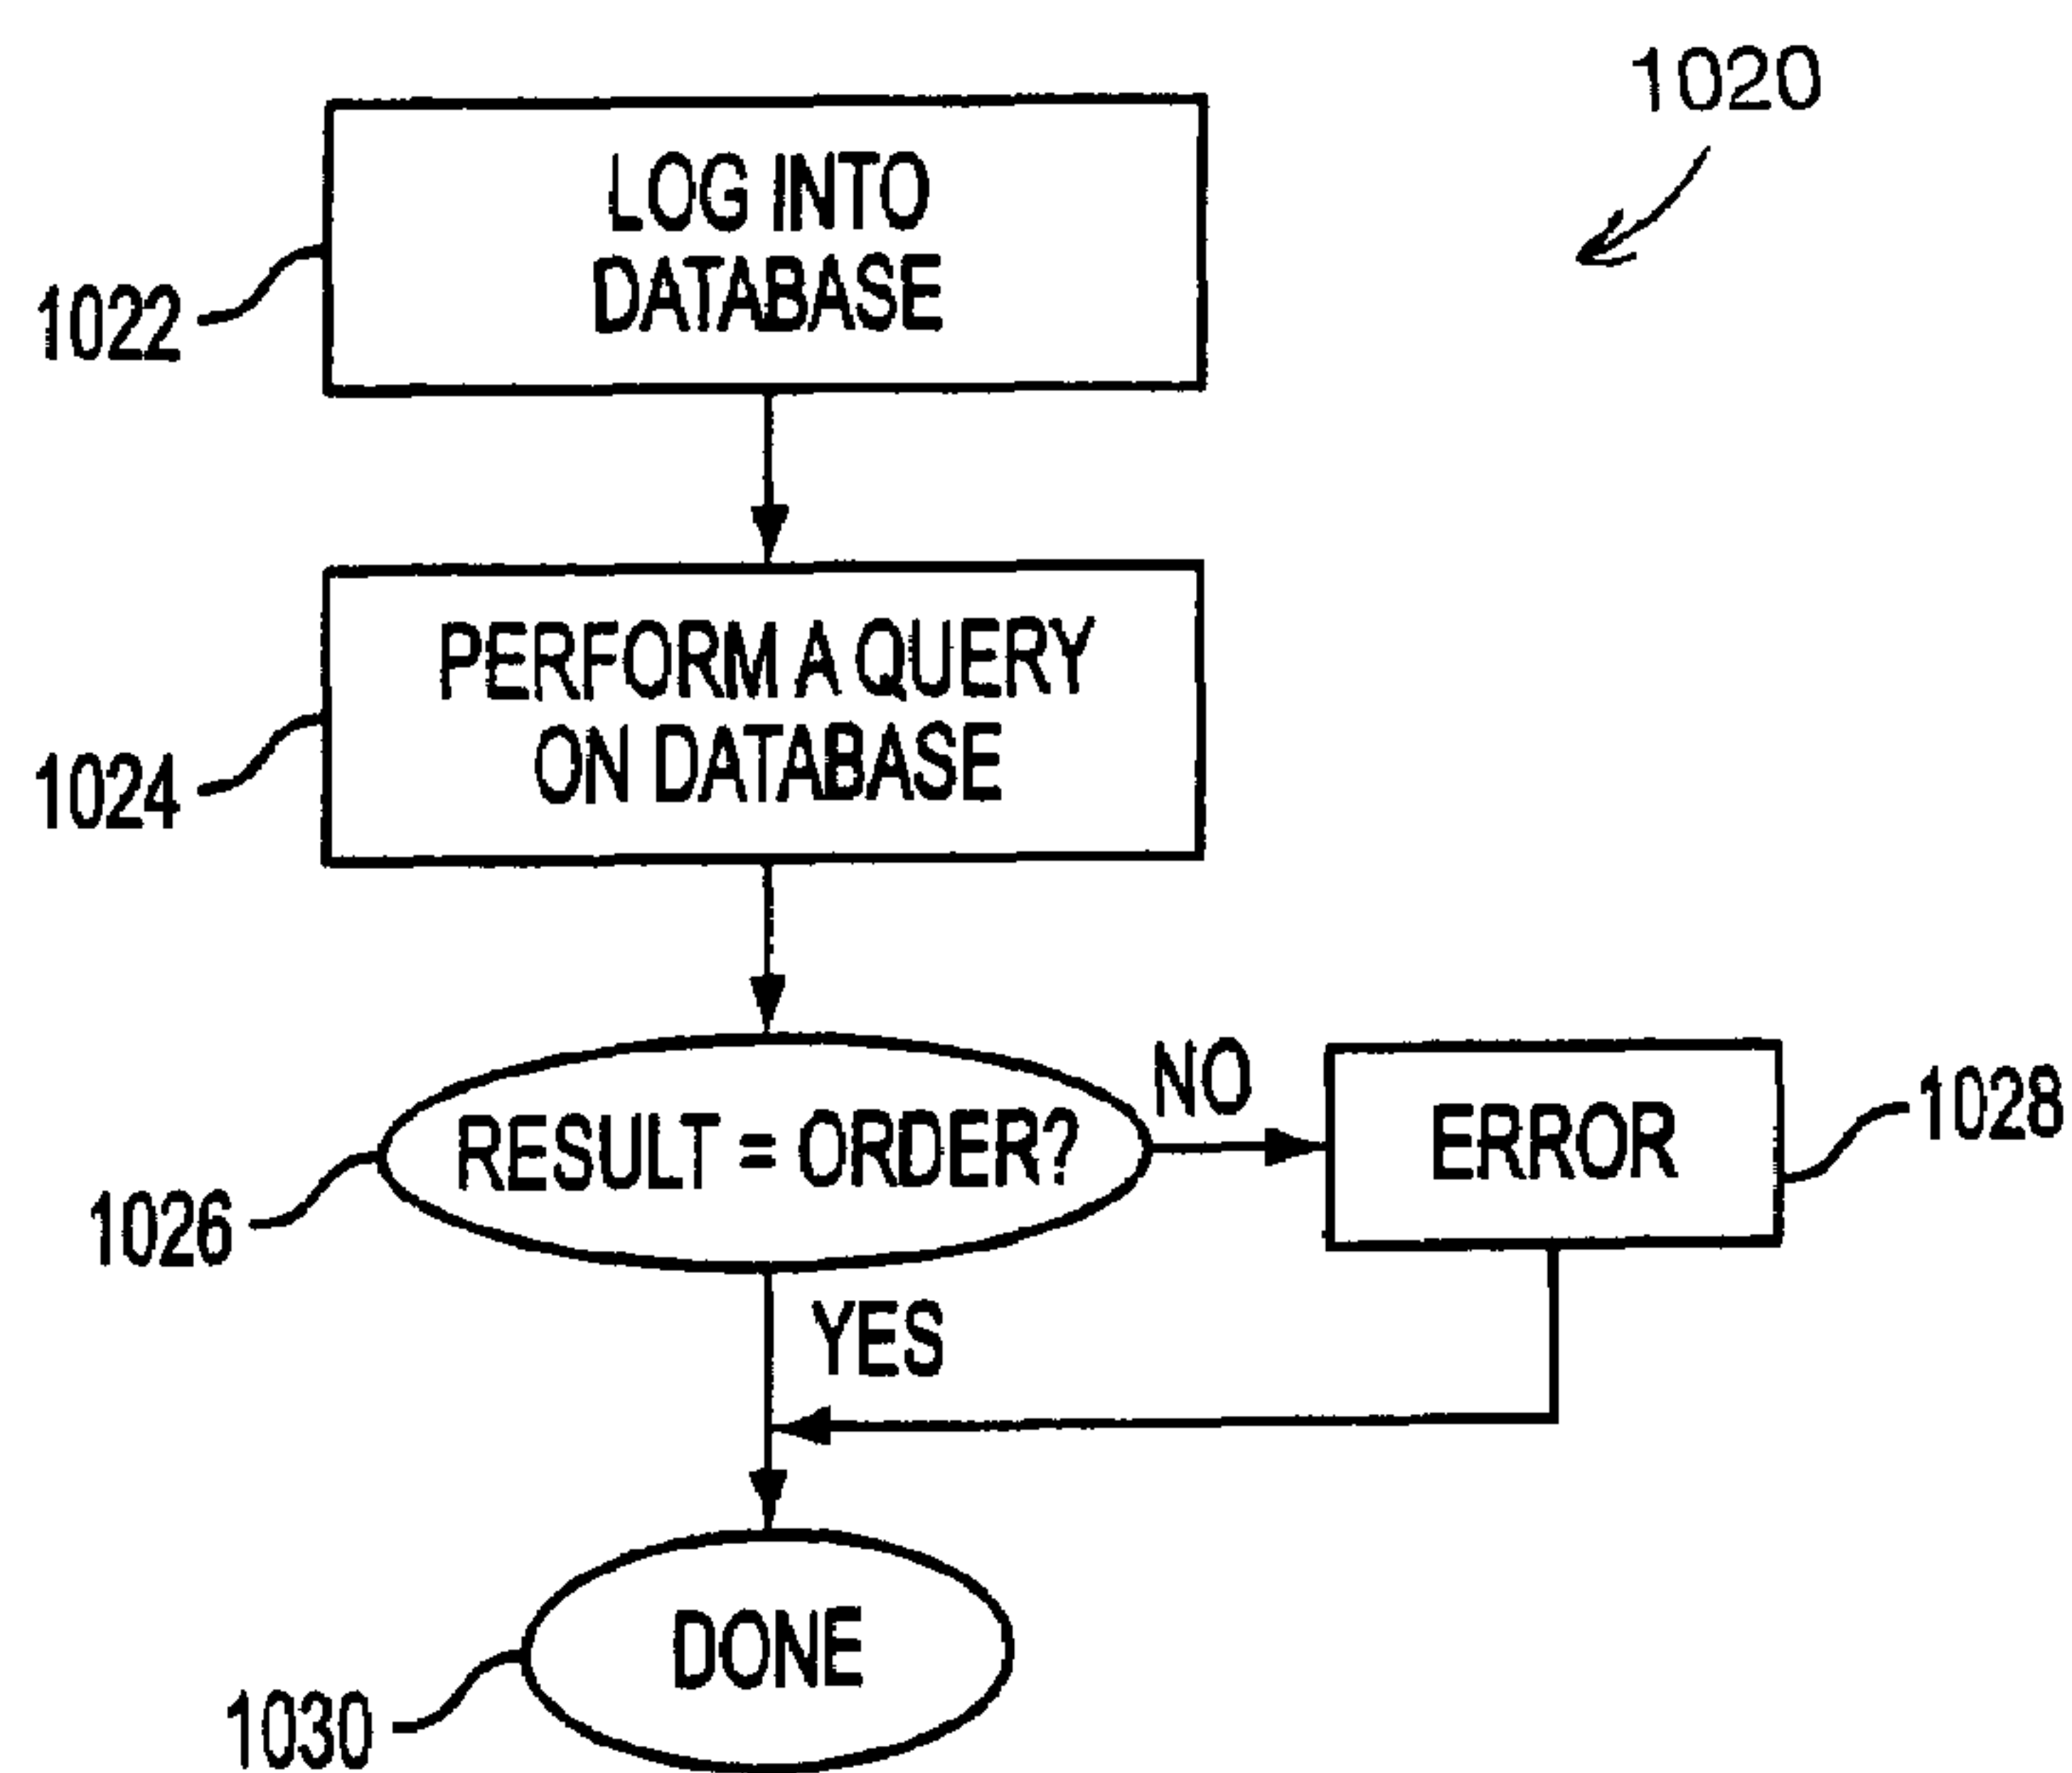 1020
LOG INTO
DATABASE
1022
PERFORM A QUERY
ON DATABASE
1024
RESULT = ORDER?
NO
ERROR
1028
1026
YES
DONE
1030